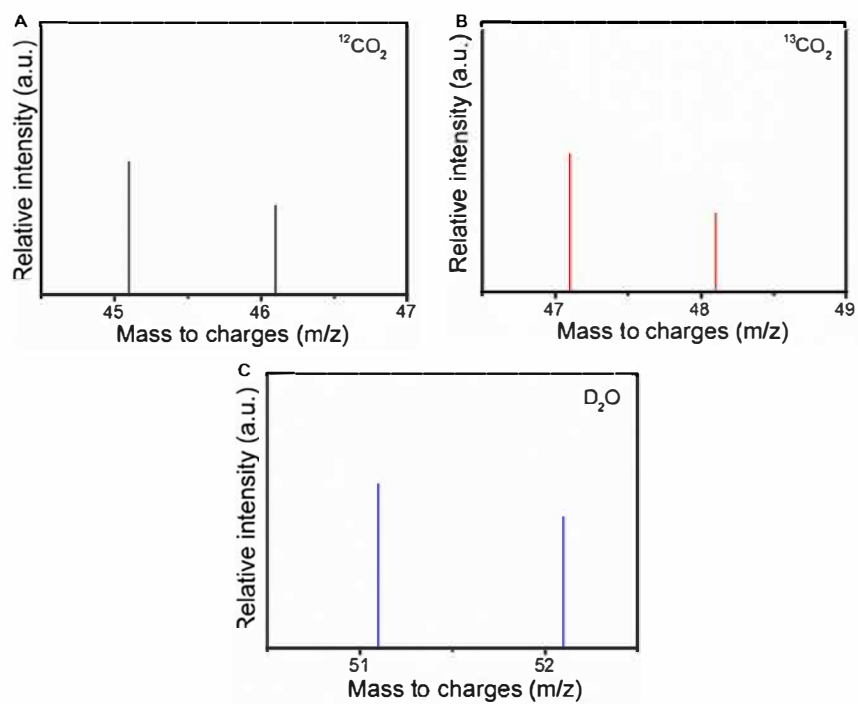 A
¹²CO₂
Relative intensity (a.u.)
45
46
47
Mass to charges (m/z)
B
¹³CO₂
Relative intensity (a.u.)
47
48
49
Mass to charges (m/z)
C
D₂O
Relative intensity (a.u.)
51
52
Mass to charges (m/z)